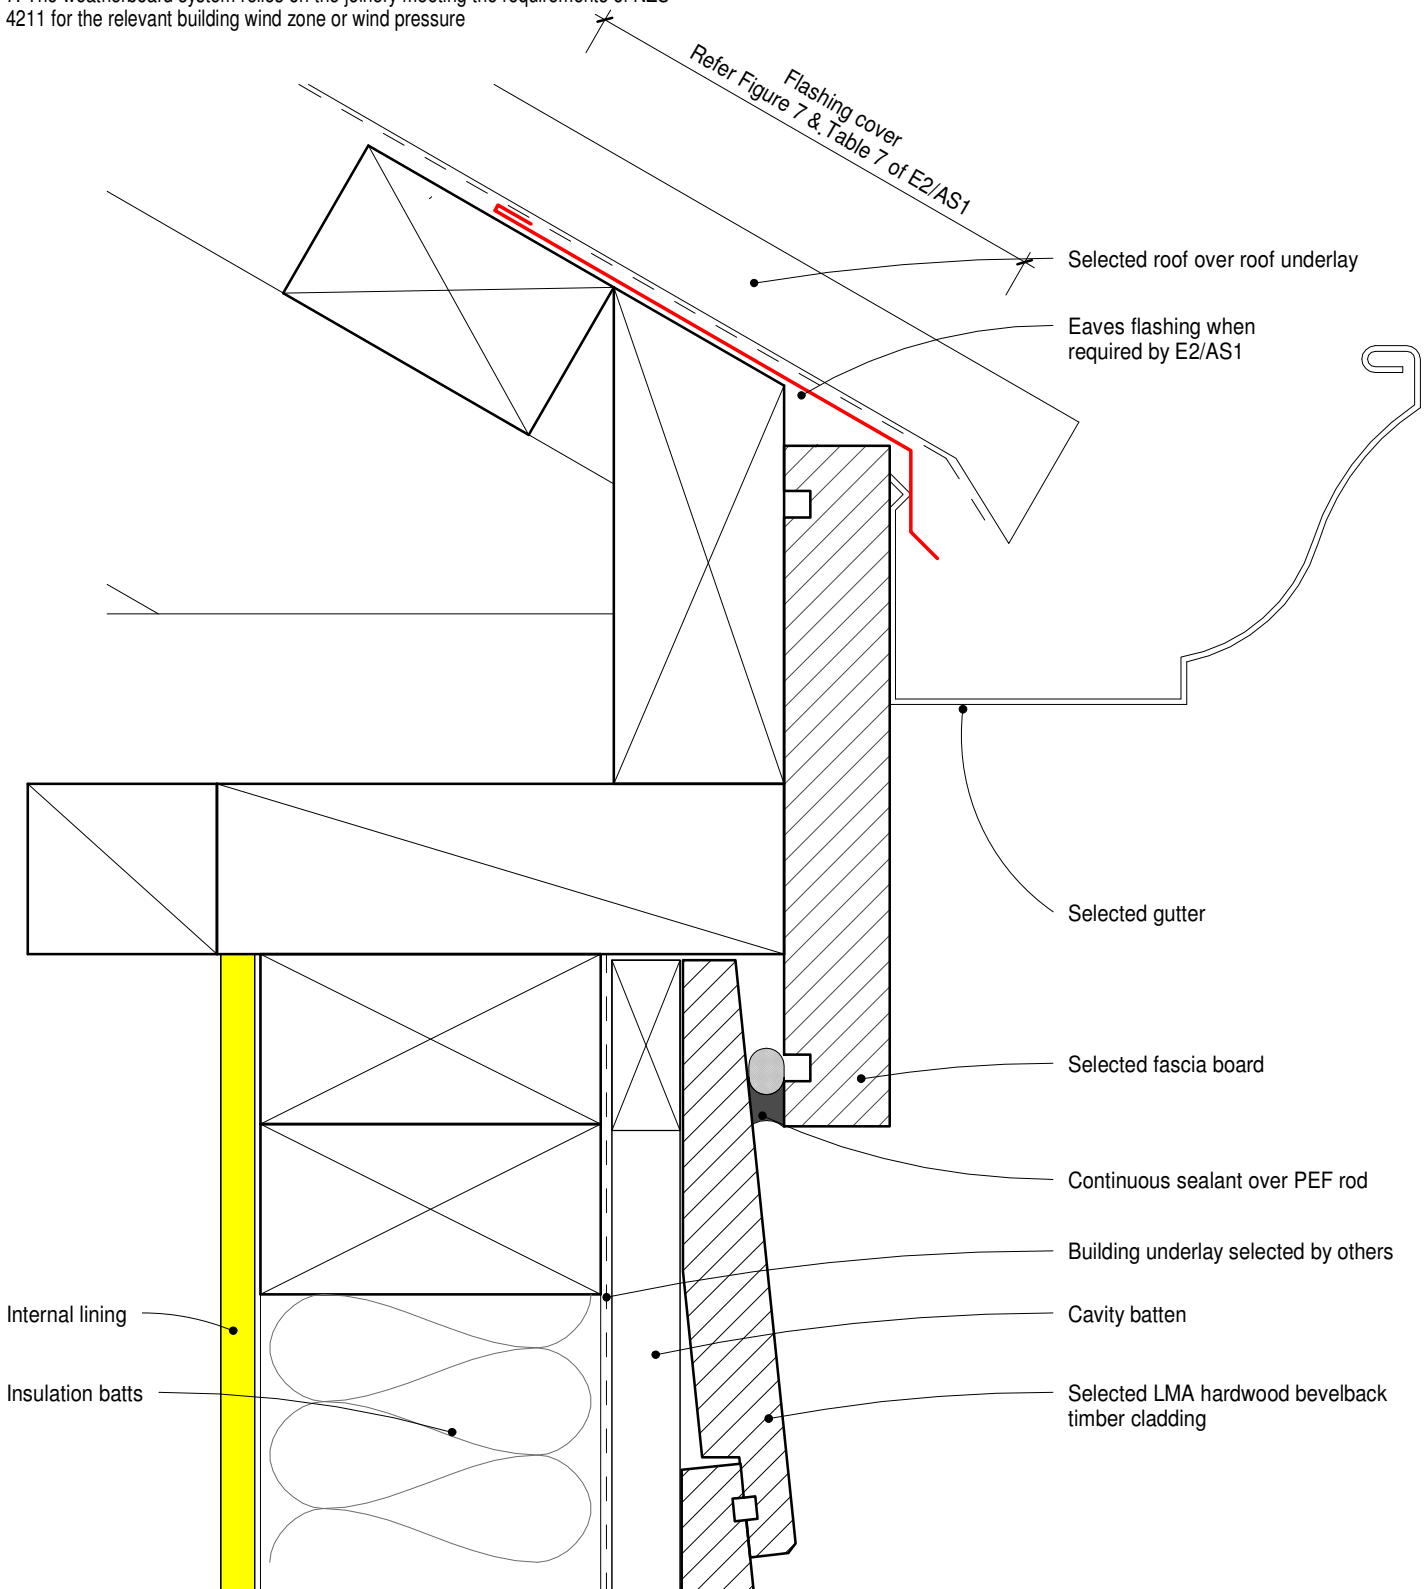 4211 for the relevant building wind zone or wind pressure
Flashing cover
Refer Figure 7 & Table 7 of E2/AS1
Selected roof over roof underlay
Eaves flashing when
required by E2/AS1
Selected gutter
Selected fascia board
Continuous sealant over PEF rod
Building underlay selected by others
Internal lining
Cavity batten
Insulation batts
Selected LMA hardwood bevelback
timber cladding